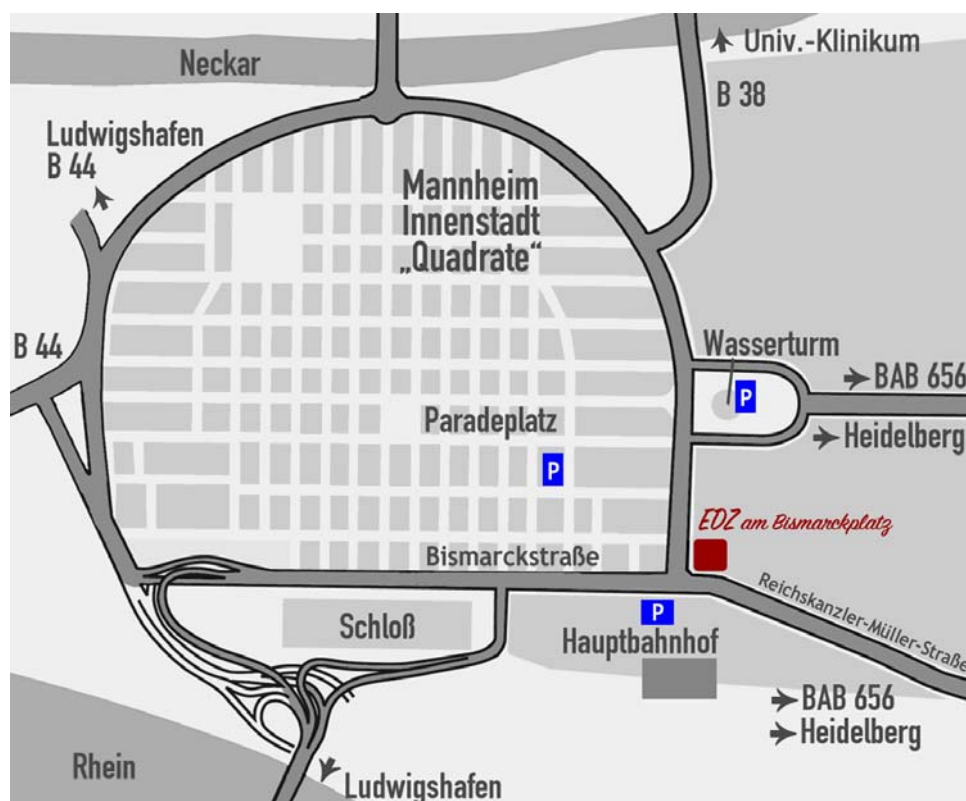 Univ.-Klinikum
Neckar
B 38
Ludwigshafen
B 44
Mannheim
Innenstadt
„Quadrate“
B 44
Wasserturm
BAB 656
P
Paradeplatz
Heidelberg
P
EDZ am Bismarckplatz
Bismarckstraße
Reichskanzler-Müller-Straße
P
Schloß
Hauptbahnhof
BAB 656
Heidelberg
Rhein
Ludwigshafen